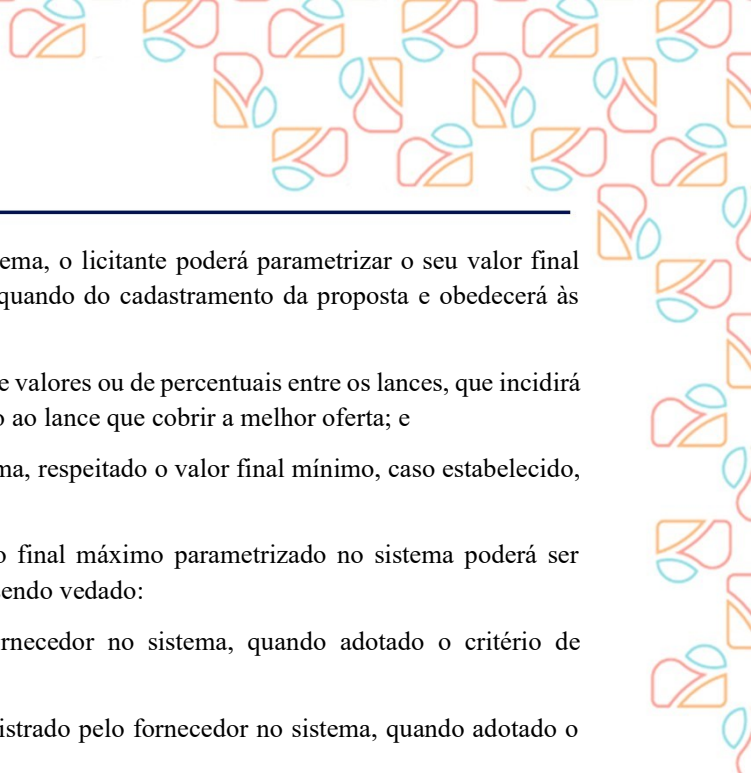 ema, o licitante poderá parametrizar o seu valor final
quando do cadastramento da proposta e obedecerá às
e valores ou de percentuais entre os lances, que incidirá
o ao lance que cobrir a melhor oferta; e
ma, respeitado o valor final mínimo, caso estabelecido,
o final máximo parametrizado no sistema poderá ser
endo vedado:
rnecedor no sistema, quando adotado o critério de
istrado pelo fornecedor no sistema, quando adotado o